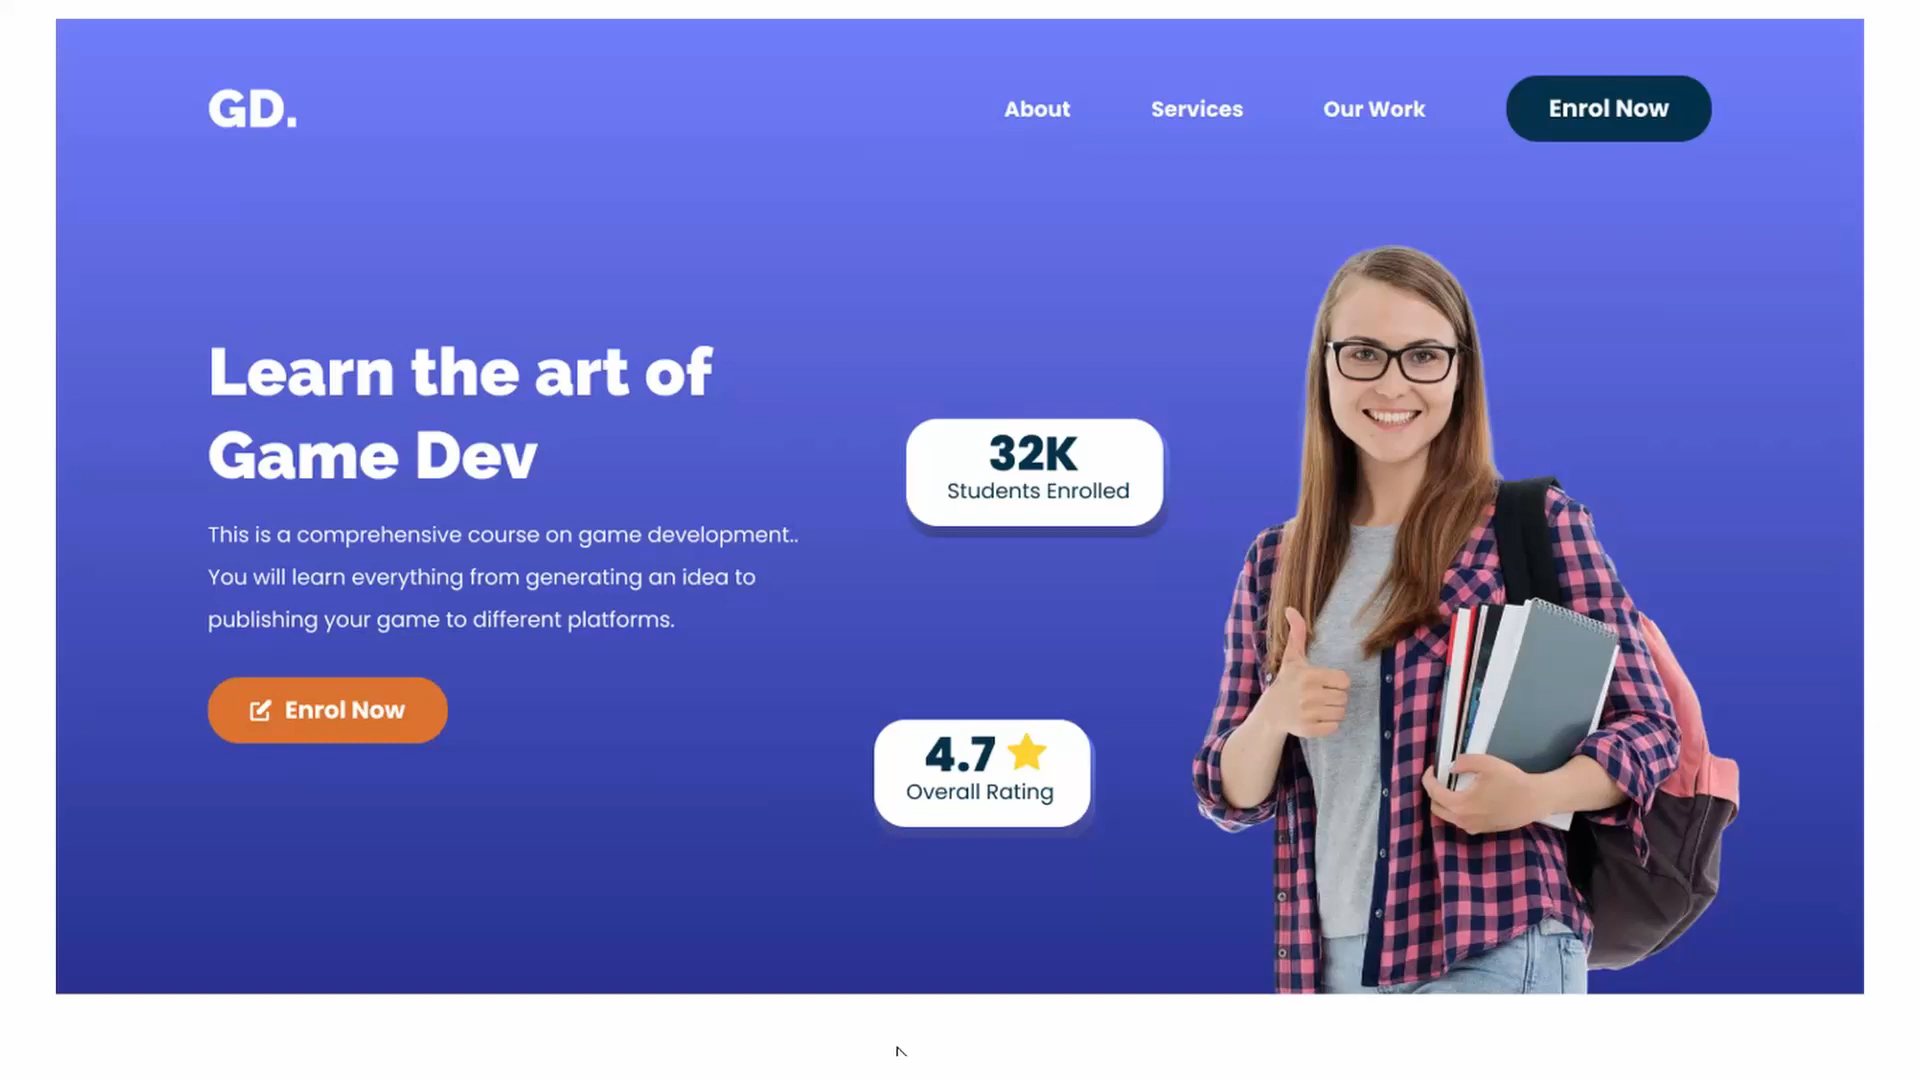 GD.
About
Services
Our Work
Enrol Now
Learn the art of
Game Dev
This is a comprehensive course on game development..
You will learn everything from generating an idea to
publishing your game to different platforms.
Enrol Now
32K
Students Enrolled
4.7
Overall Rating